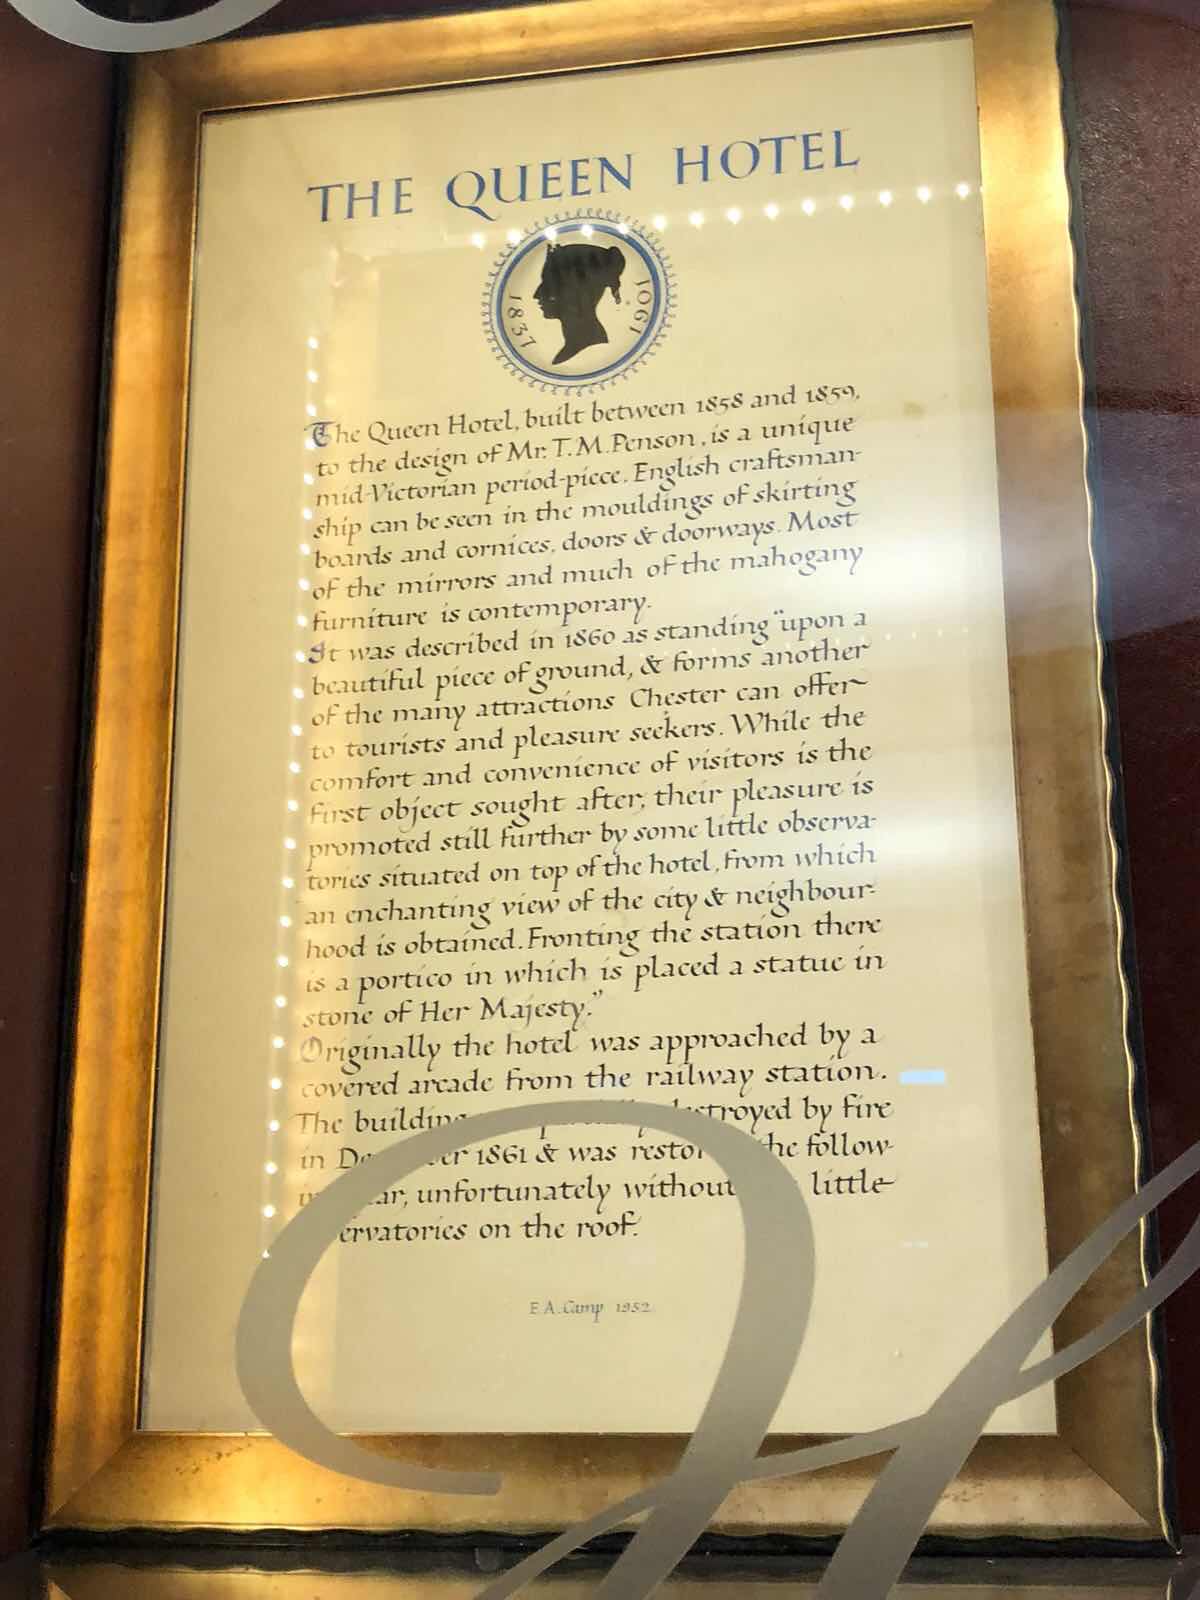 THE QUEEN HOTEL
1837 1901
The Queen Hotel, built between 1858 and 1859,
to the design of Mr. T. M. Penson, is a unique
mid-Victorian period-piece. English craftsman-
ship can be seen in the mouldings of skirting
boards and cornices, doors & doorways. Most
of the mirrors and much of the mahogany
furniture is contemporary.
It was described in 1860 as standing "upon a
beautiful piece of ground, & forms another
of the many attractions Chester can offer
to tourists and pleasure seekers. While the
comfort and convenience of visitors is the
first object sought after, their pleasure is
promoted still further by some little observa-
tories situated on top of the hotel, from which
an enchanting view of the city & neighbour-
hood is obtained. Fronting the station there
is a portico in which is placed a statue in
stone of Her Majesty."
Originally the hotel was approached by a
covered arcade from the railway station.
The building destroyed by fire
in 1861 & was the follow-
unfortunately without little
on the roof.
E. A. Camp 1952.